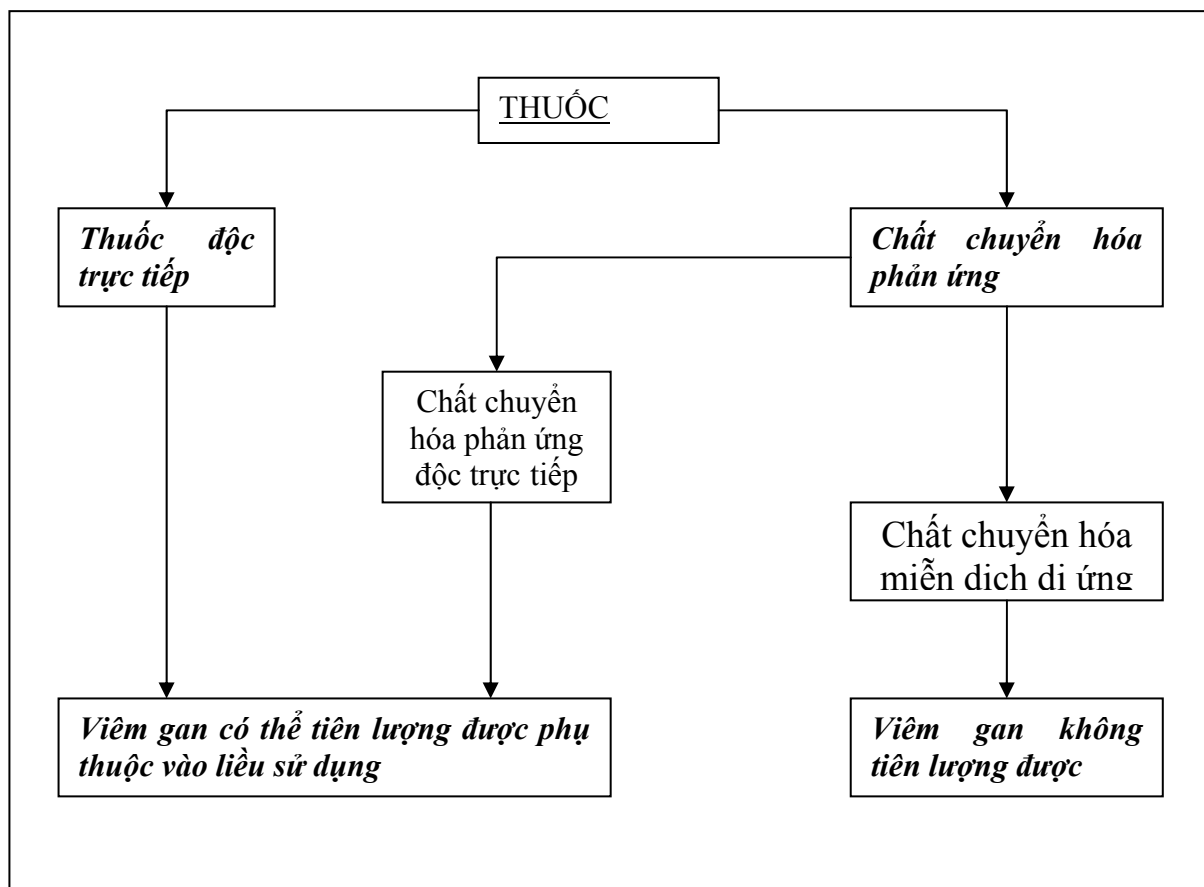 THUỐC
Thuốc độc
trực tiếp
Chất chuyển hóa
phản ứng
Chất chuyển
hóa phản ứng
độc trực tiếp
Chất chuyển hóa
miễn dịch dị ứng
Viêm gan có thể tiên lượng được phụ
thuộc vào liều sử dụng
Viêm gan không
tiên lượng được